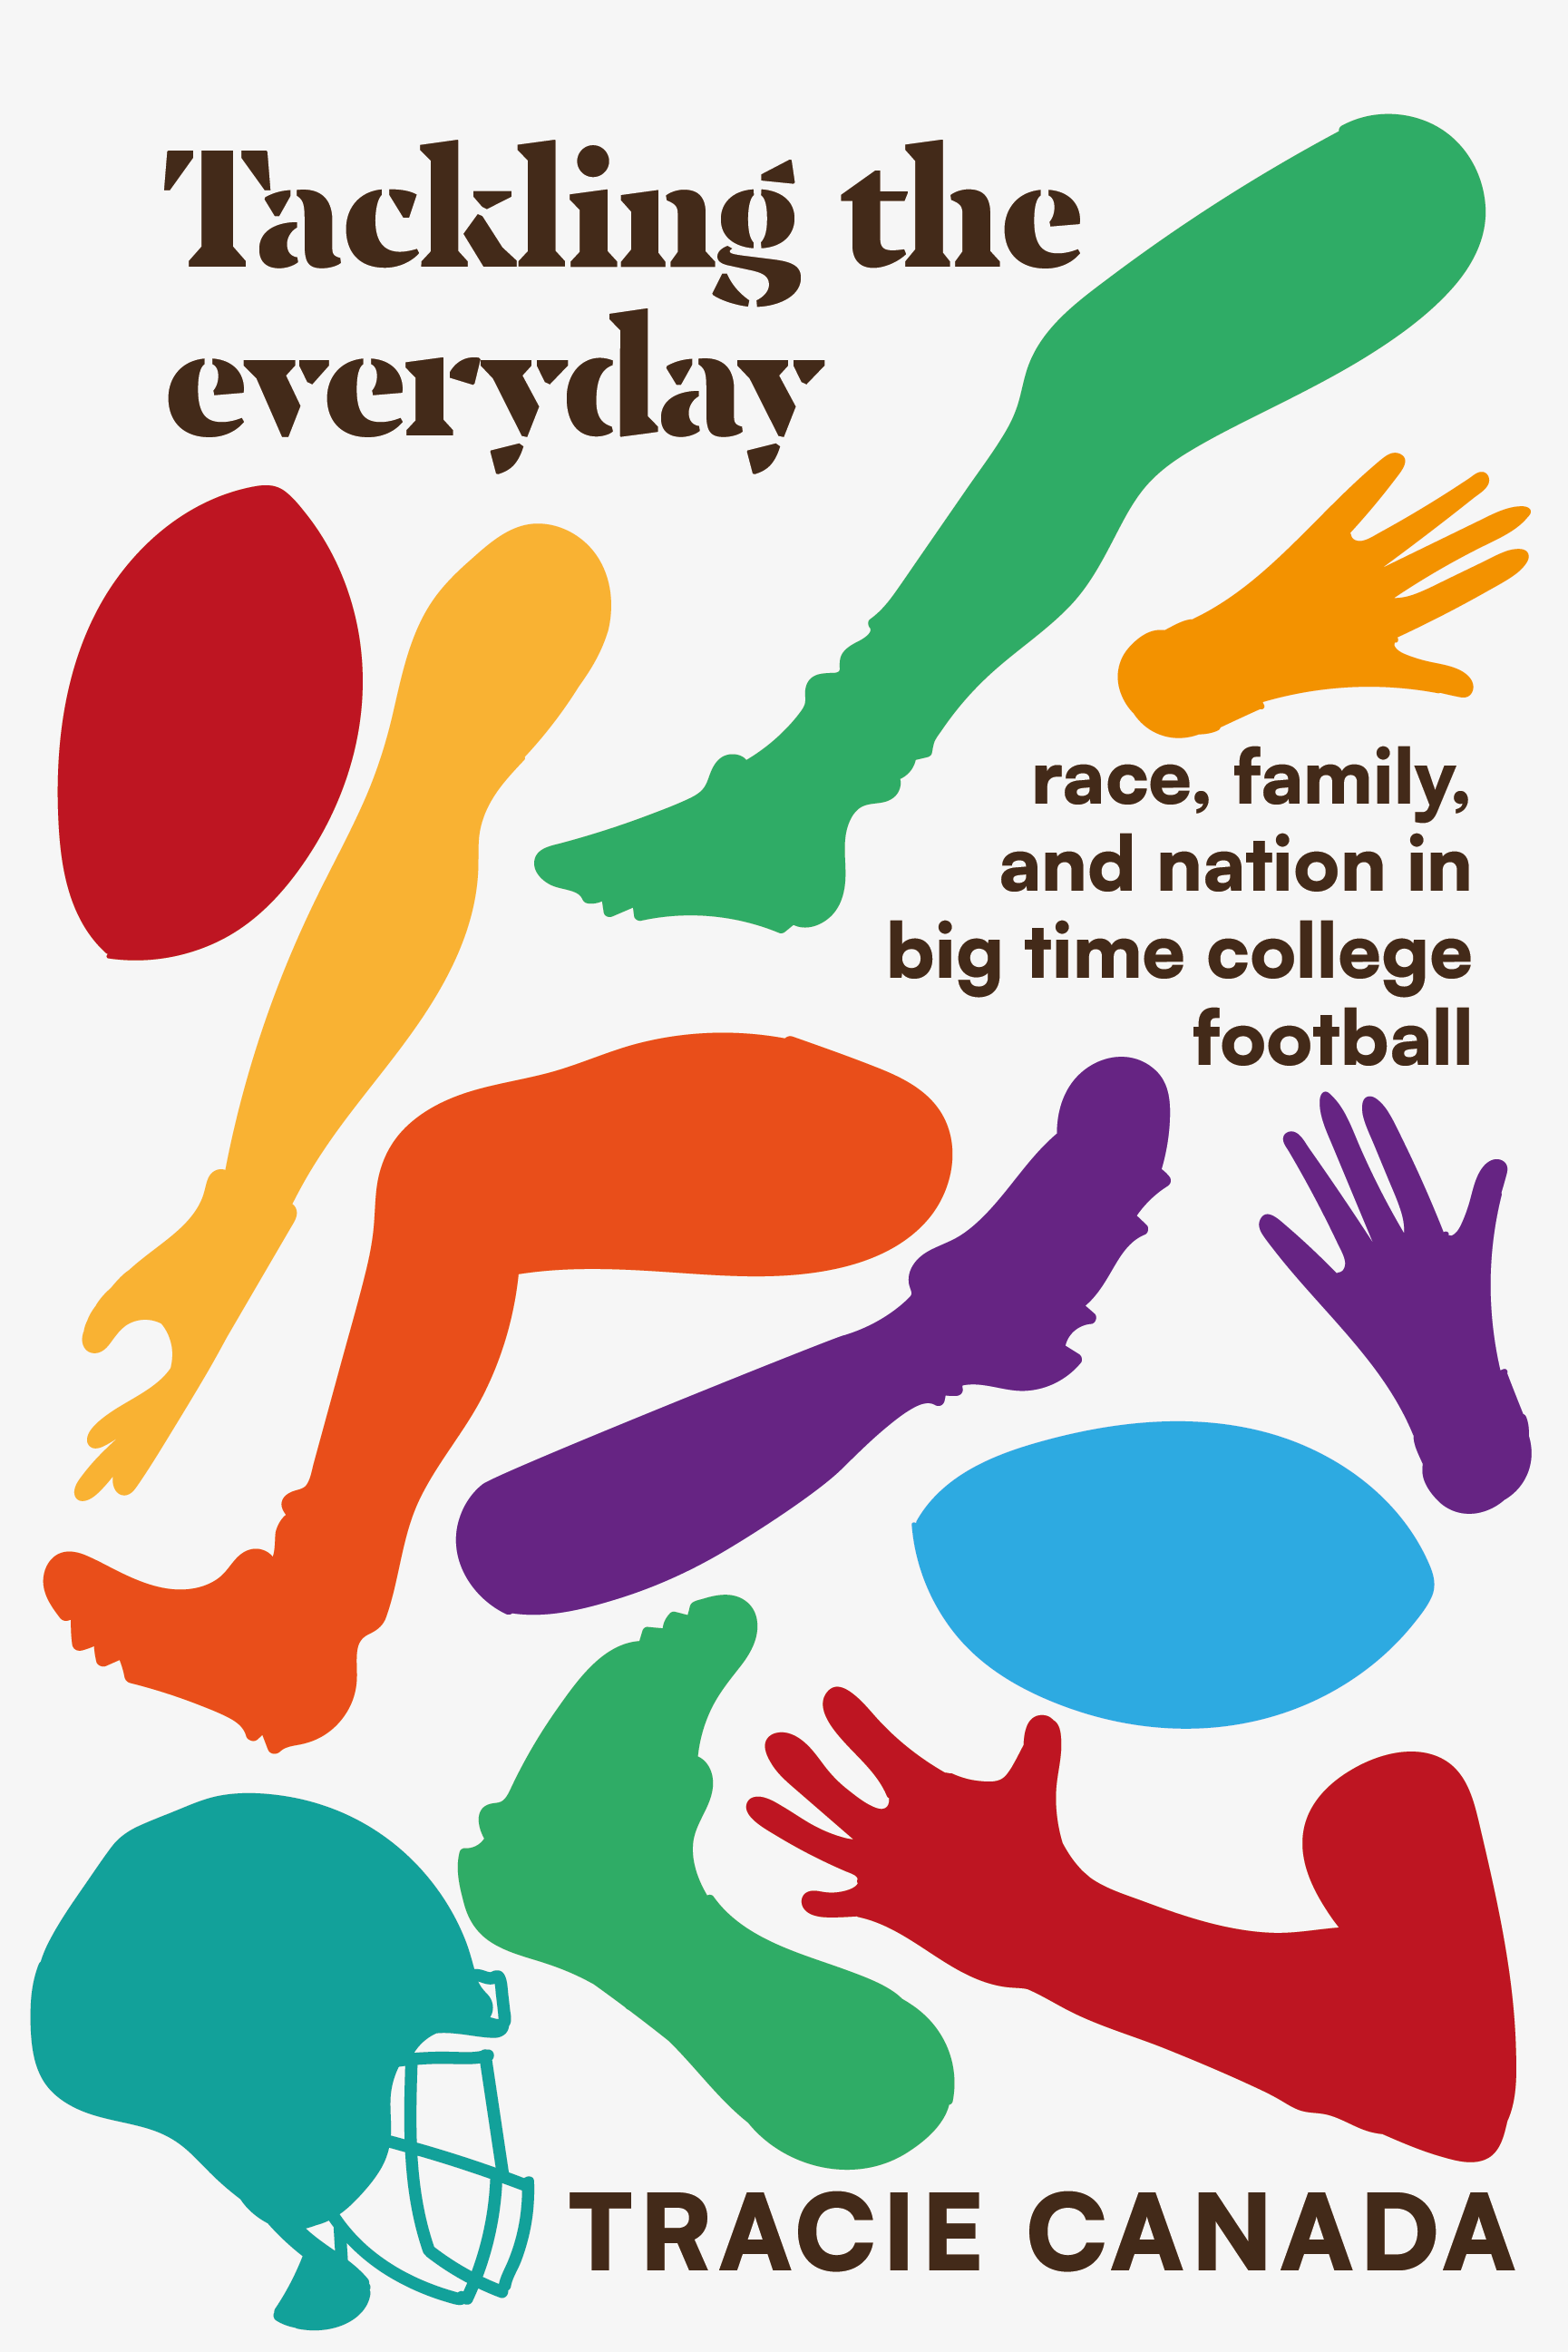 Tackling the
everyday
race, family,
and nation in
big time college
football
TRACIE CANADA